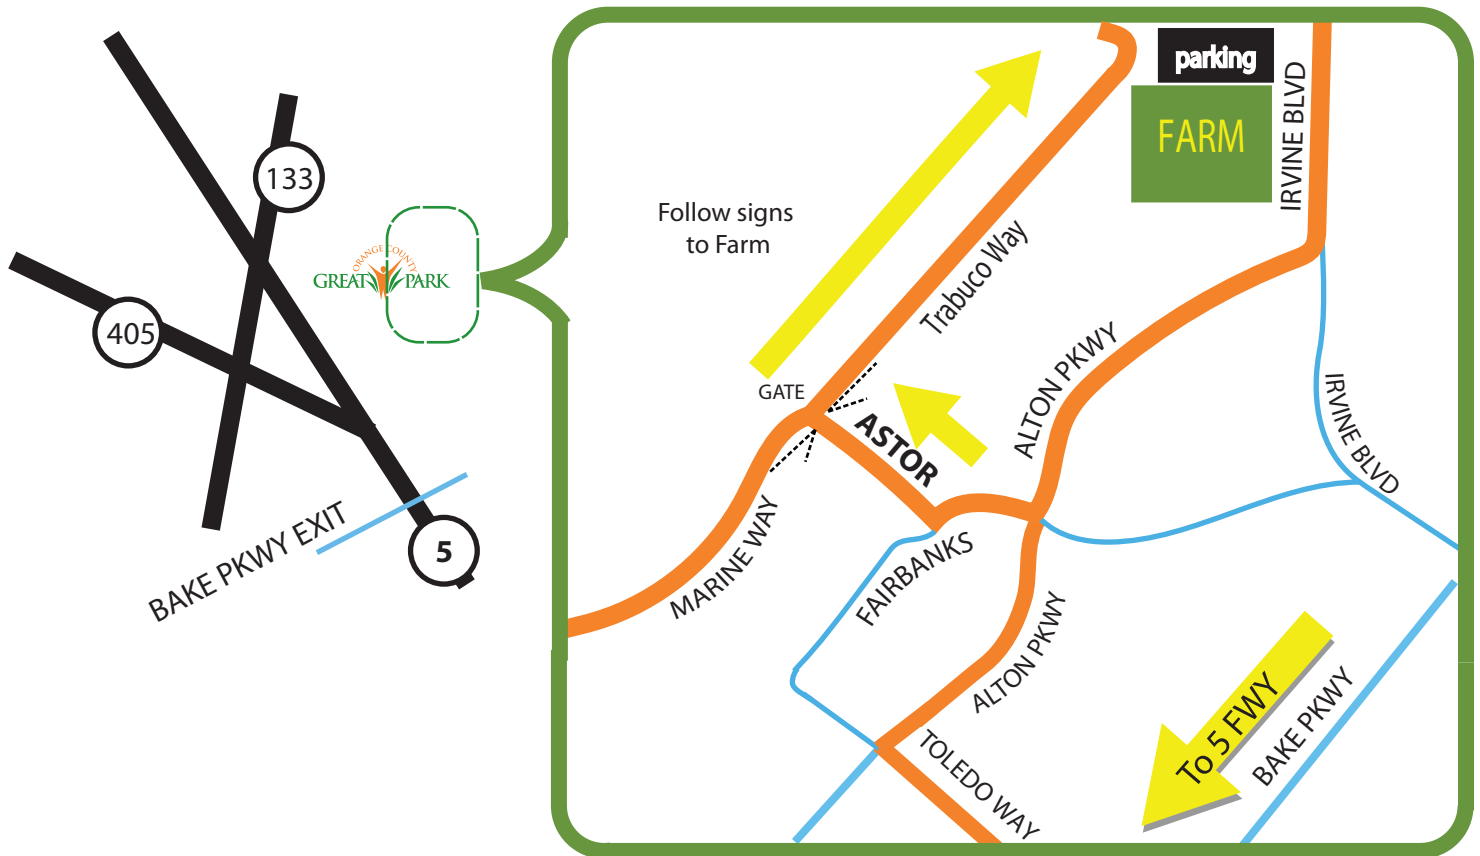 133
405
ORANGE COUNTY
GREAT PARK
BAKE PKWY EXIT
5
parking
FARM
IRVINE BLVD
Follow signs
to Farm
Trabuco Way
GATE
ASTOR
ALTON PKWY
IRVINE BLVD
MARINE WAY
FAIRBANKS
ALTON PKWY
TOLEDO WAY
To 5 FWY
BAKE PKWY